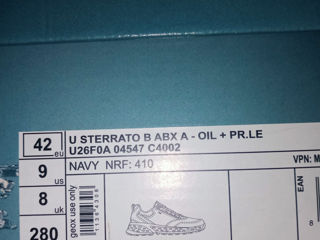 42 eu
U STERRATO B ABX A - OIL + PR.LE
U26F0A 04547 C4002
9 us
NAVY NRF: 410
VPN: M
8 uk
geox use only
EAN
280
8